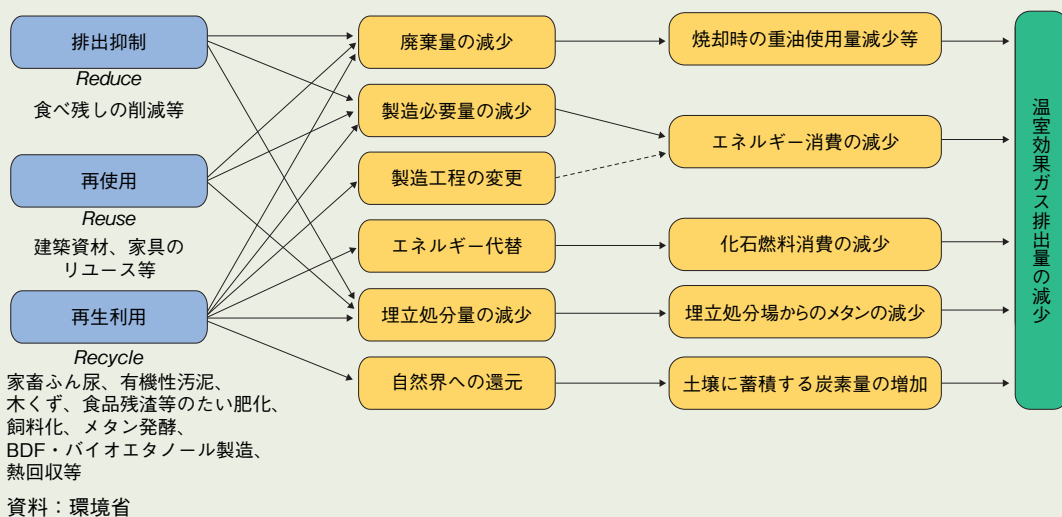 排出抑制
Reduce
食べ残しの削減等
再使用
Reuse
建築資材、家具の
リユース等
再生利用
Recycle
家畜ふん尿、有機性汚泥、
木くず、食品残渣等のたい肥化、
飼料化、メタン発酵、
BDF・バイオエタノール製造、
熱回収等
廃棄量の減少
製造必要量の減少
製造工程の変更
エネルギー代替
埋立処分量の減少
自然界への還元
焼却時の重油使用量減少等
エネルギー消費の減少
化石燃料消費の減少
埋立処分場からのメタンの減少
土壌に蓄積する炭素量の増加
温室効果ガス排出量の減少
資料：環境省